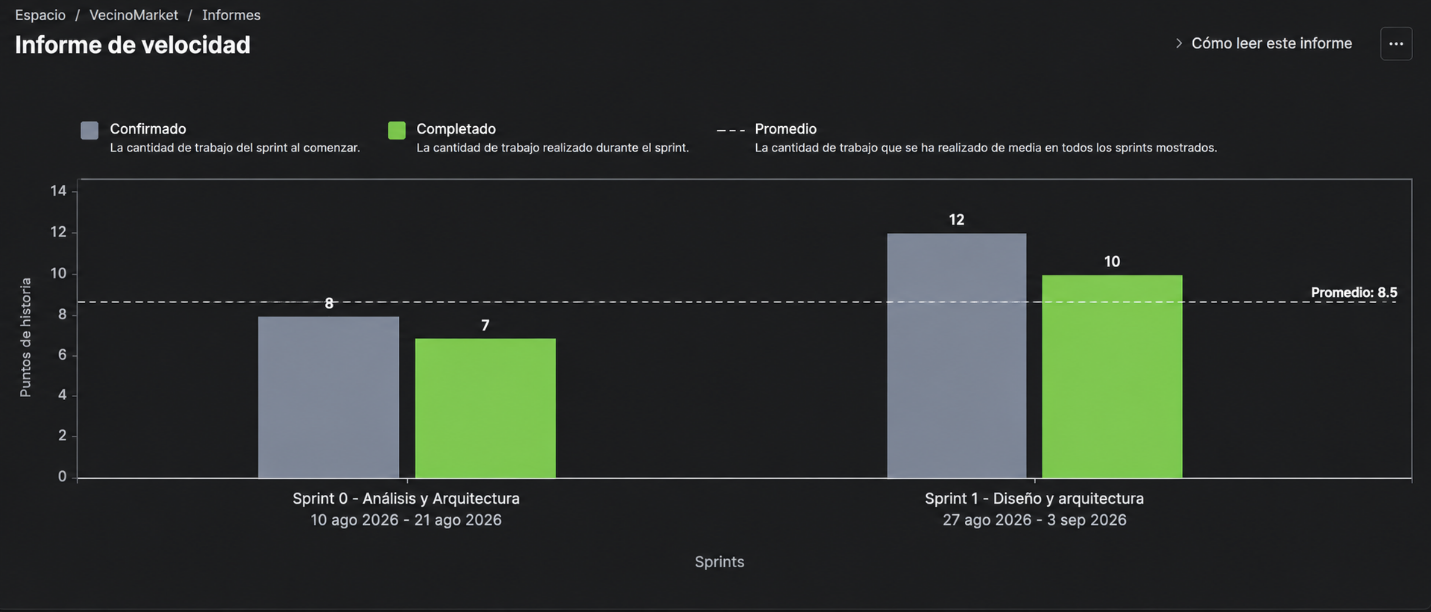 Espacio / VecinoMarket / Informes
Informe de velocidad
Cómo leer este informe
Confirmado
La cantidad de trabajo del sprint al comenzar.
Completado
La cantidad de trabajo realizado durante el sprint.
Promedio
La cantidad de trabajo que se ha realizado de media en todos los sprints mostrados.
Puntos de historia
14
12
10
8
6
4
2
0
8
7
12
10
Promedio: 8.5
Sprint 0 - Análisis y Arquitectura
10 ago 2026 - 21 ago 2026
Sprint 1 - Diseño y arquitectura
27 ago 2026 - 3 sep 2026
Sprints